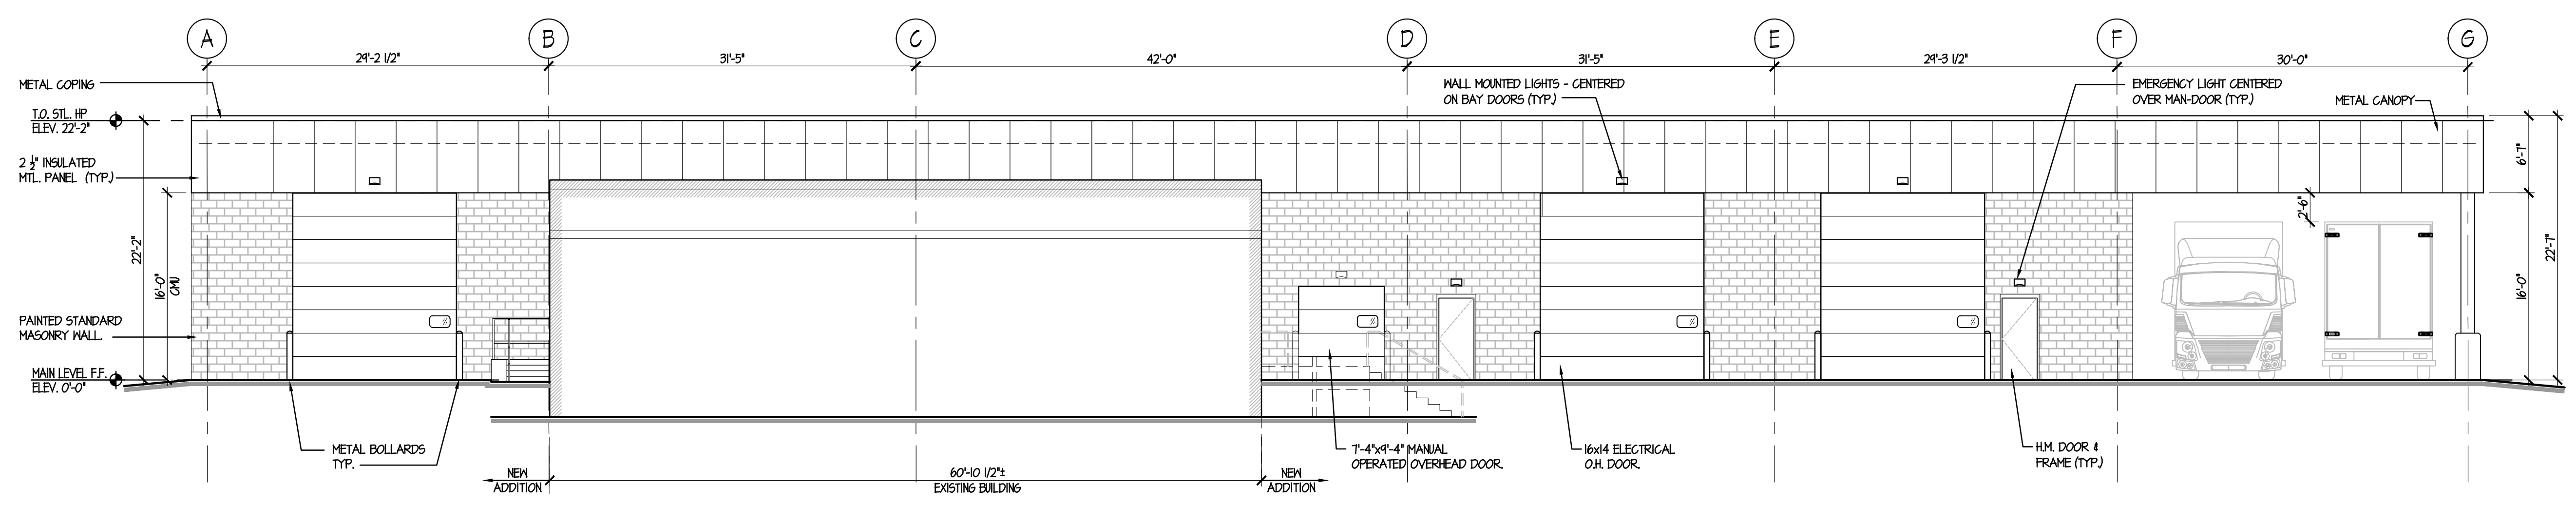 A
B
C
D
E
F
G
29'-2 1/2"
31'-5"
42'-0"
31'-5"
29'-3 1/2"
30'-0"
METAL COPING
T.O. STL. HP
ELEV. 22'-2"
2 1/2" INSULATED
MTL. PANEL (TYP.)
WALL MOUNTED LIGHTS - CENTERED
ON BAY DOORS (TYP.)
EMERGENCY LIGHT CENTERED
OVER MAN-DOOR (TYP.)
METAL CANOPY
6'-7"
22'-2"
16'-0"
CMU
2'-6"
16'-0"
22'-7"
PAINTED STANDARD
MASONRY WALL.
MAIN LEVEL F.F.
ELEV. 0'-0"
METAL BOLLARDS
TYP.
NEW
ADDITION
60'-10 1/2"±
EXISTING BUILDING
NEW
ADDITION
7'-4"x9'-4" MANUAL
OPERATED OVERHEAD DOOR.
16x14 ELECTRICAL
O.H. DOOR.
H.M. DOOR &
FRAME (TYP.)